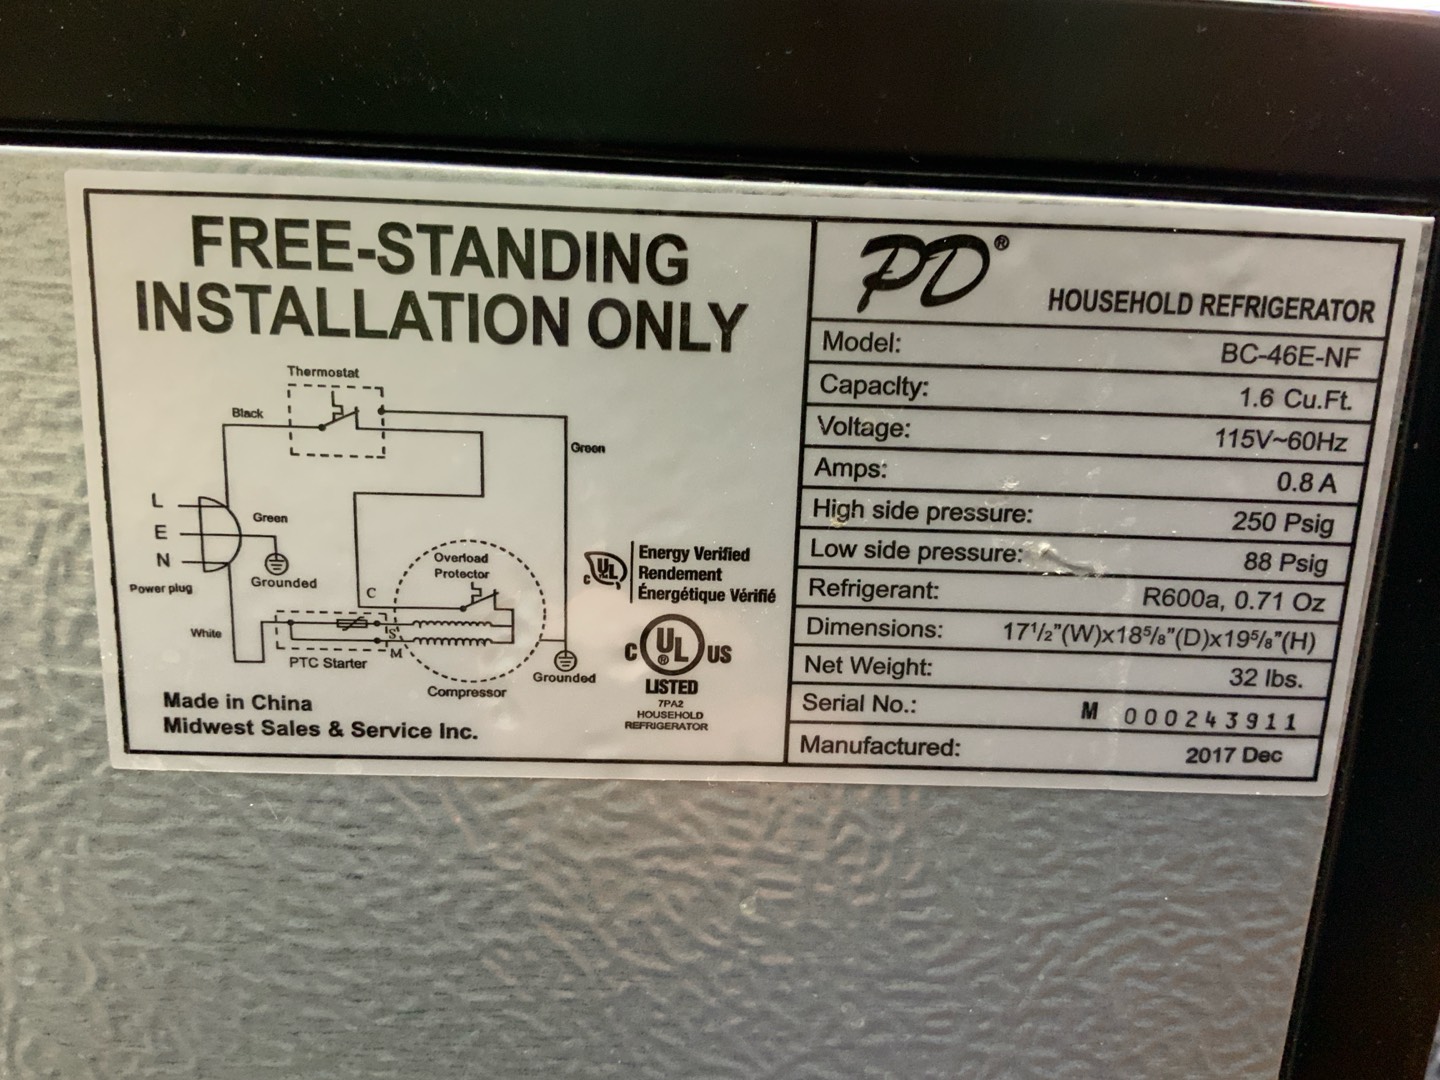 FREE-STANDING
INSTALLATION ONLY
Thermostat
Black
Green
L
E
N
Green
Grounded
Power plug
White
C
Overload
Protector
S
M
PTC Starter
Compressor
Grounded
Made in China
Midwest Sales & Service Inc.
C UL
Energy Verified
Rendement
Énergétique Vérifié
C UL ® US
LISTED
7PA2
HOUSEHOLD
REFRIGERATOR
PD®
HOUSEHOLD REFRIGERATOR
Model: BC-46E-NF
Capacity: 1.6 Cu.Ft.
Voltage: 115V~60Hz
Amps: 0.8 A
High side pressure: 250 Psig
Low side pressure: 88 Psig
Refrigerant: R600a, 0.71 Oz
Dimensions: 17¹/₂"(W)x18⁵/₈"(D)x19⁵/₈"(H)
Net Weight: 32 lbs.
Serial No.: M 000243911
Manufactured: 2017 Dec